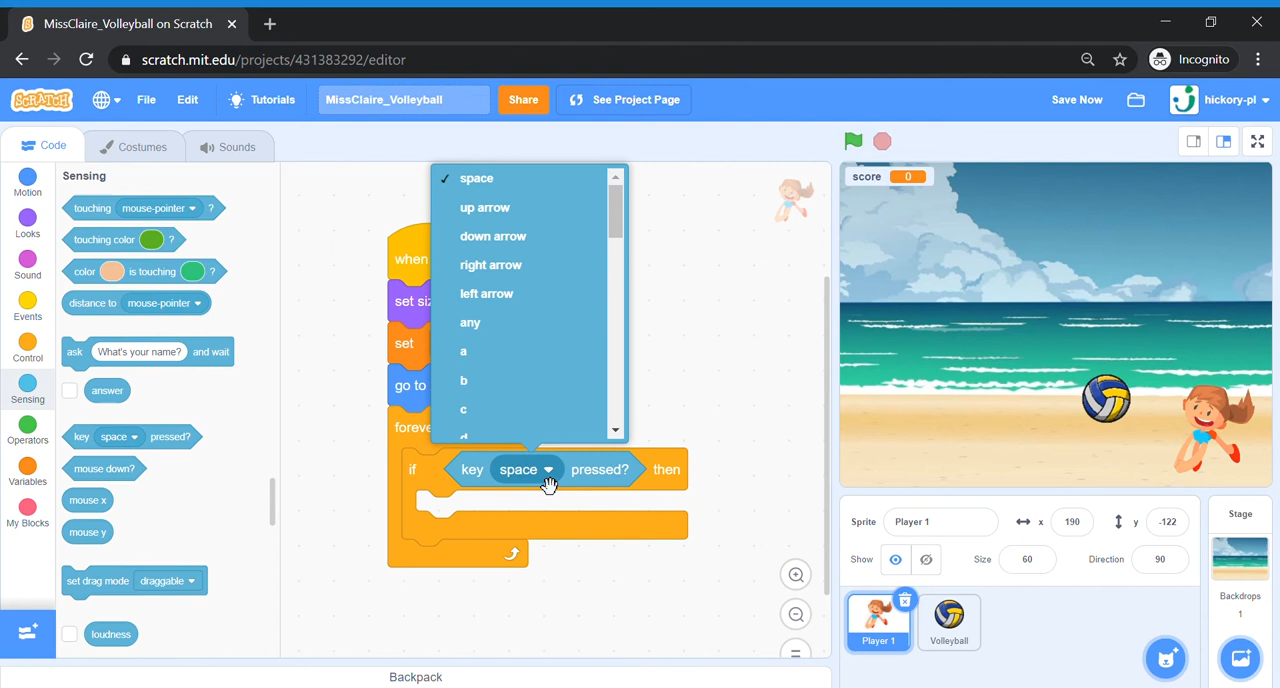 MissClaire_Volleyball on Scratch
scratch.mit.edu/projects/431383292/editor
Incognito
SCRATCH
File
Edit
Tutorials
MissClaire_Volleyball
Share
See Project Page
Save Now
hickory-pl
Code
Costumes
Sounds
Motion
Looks
Sound
Events
Control
Sensing
Operators
Variables
My Blocks
Sensing
touching mouse-pointer ?
touching color ?
color is touching ?
distance to mouse-pointer
ask What's your name? and wait
answer
key space pressed?
mouse down?
mouse x
mouse y
set drag mode draggable
loudness
space
up arrow
down arrow
right arrow
left arrow
any
a
b
c
d
when
set siz
set
go to
foreve
if key space pressed? then
score 0
Sprite Player 1 x 190 y -122
Show Size 60 Direction 90
Player 1
Volleyball
Stage
Backdrops
1
Backpack